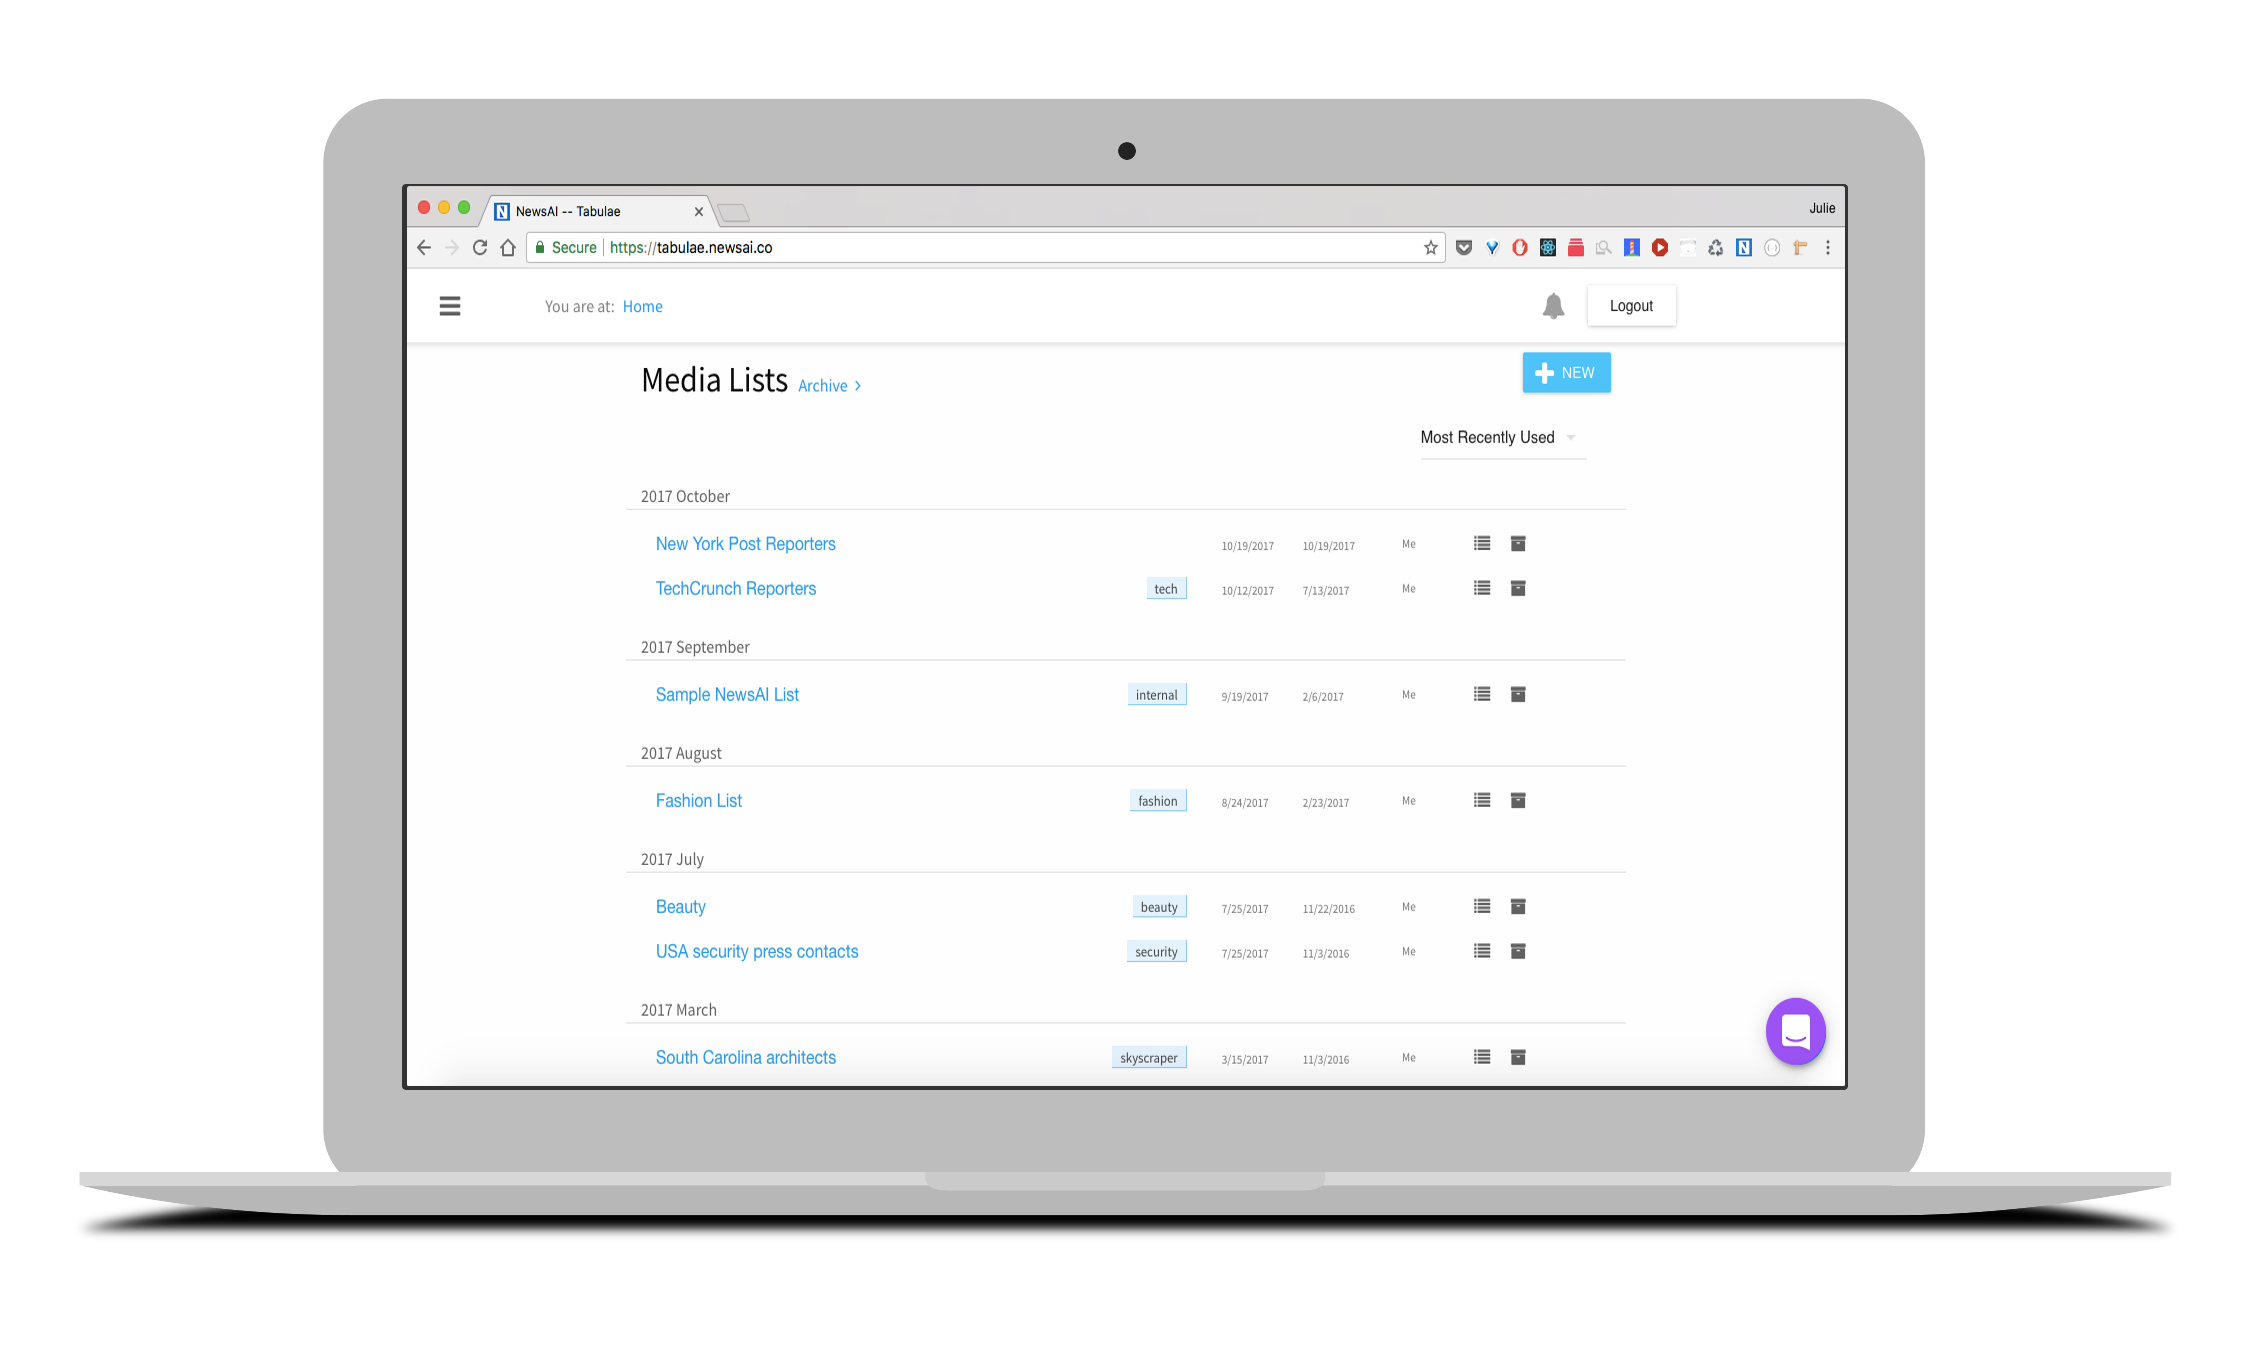 NewsAI -- Tabulae
Julie
Secure https://tabulae.newsai.co
You are at: Home
Logout
Media Lists Archive >
NEW
Most Recently Used
2017 October
New York Post Reporters 10/19/2017 10/19/2017 Me
TechCrunch Reporters tech 10/12/2017 7/13/2017 Me
2017 September
Sample NewsAI List internal 9/19/2017 2/6/2017 Me
2017 August
Fashion List fashion 8/24/2017 2/23/2017 Me
2017 July
Beauty beauty 7/25/2017 11/22/2016 Me
USA security press contacts security 7/25/2017 11/3/2016 Me
2017 March
South Carolina architects skyscraper 3/15/2017 11/3/2016 Me